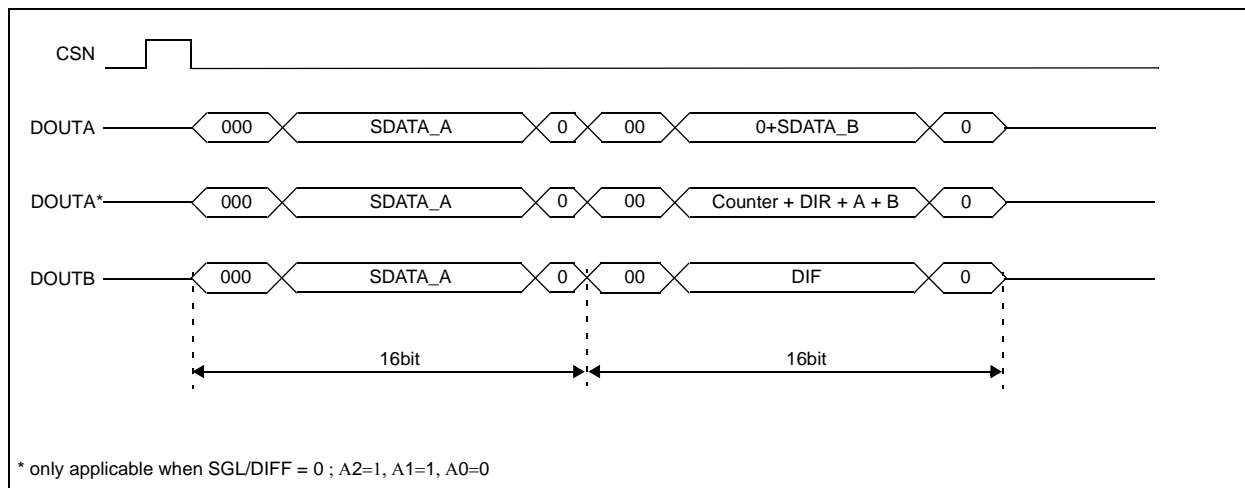 CSN
DOUTA 000 SDATA_A 0 00 0+SDATA_B 0
DOUTA* 000 SDATA_A 0 00 Counter + DIR + A + B 0
DOUTB 000 SDATA_A 0 00 DIF 0
16bit 16bit
* only applicable when SGL/DIFF = 0 ; A2=1, A1=1, A0=0